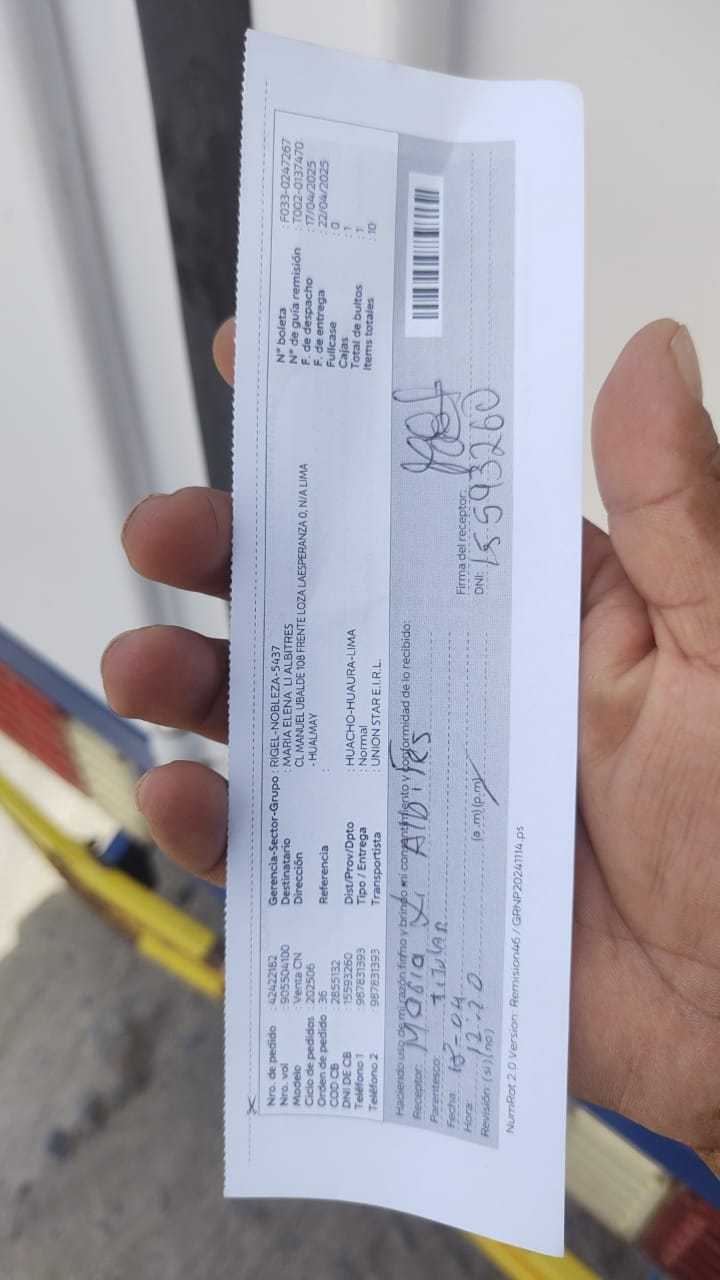 Nro. de pedido : 42422182
Nro. vol : 905504100
Modelo : Venta CN
Ciclo de pedidos : 202506
Orden de pedido : 36
COD CB : 2855132
DNI DE CB : 15593260
Teléfono 1 : 987831393
Teléfono 2 : 987831393
Gerencia-Sector-Grupo : RIGEL-NOBLEZA-5437
Destinatario : MARIA ELENA LI ALBITRES
Dirección : CL MANUEL UBALDE 108 FRENTE LOZA LAESPERANZA 0, N/A LIMA
- HUALMAY
Referencia :
Dist/Prov/Dpto : HUACHO-HUAURA-LIMA
Tipo / Entrega : Normal
Transportista : UNION STAR E.I.R.L.
N° boleta : F033-0247267
N° de guía remisión : T002-0137470
F. de despacho : 17/04/2025
F. de entrega : 22/04/2025
Fullcase : 0
Cajas : 1
Total de bultos : 1
Items totales : 10
Haciendo uso de mi razón firmo y brindo mi consentimiento y conformidad de lo recibido:
Receptor: Maria Li Albites
Parentesco: titular
Fecha:
Hora: 12:20 (a.m)(p.m)
Revisión: (si) (no)
Firma del receptor:
DNI: 15593260
NumRot 2.0 Version: Remision46 / GRNP20241114.ps